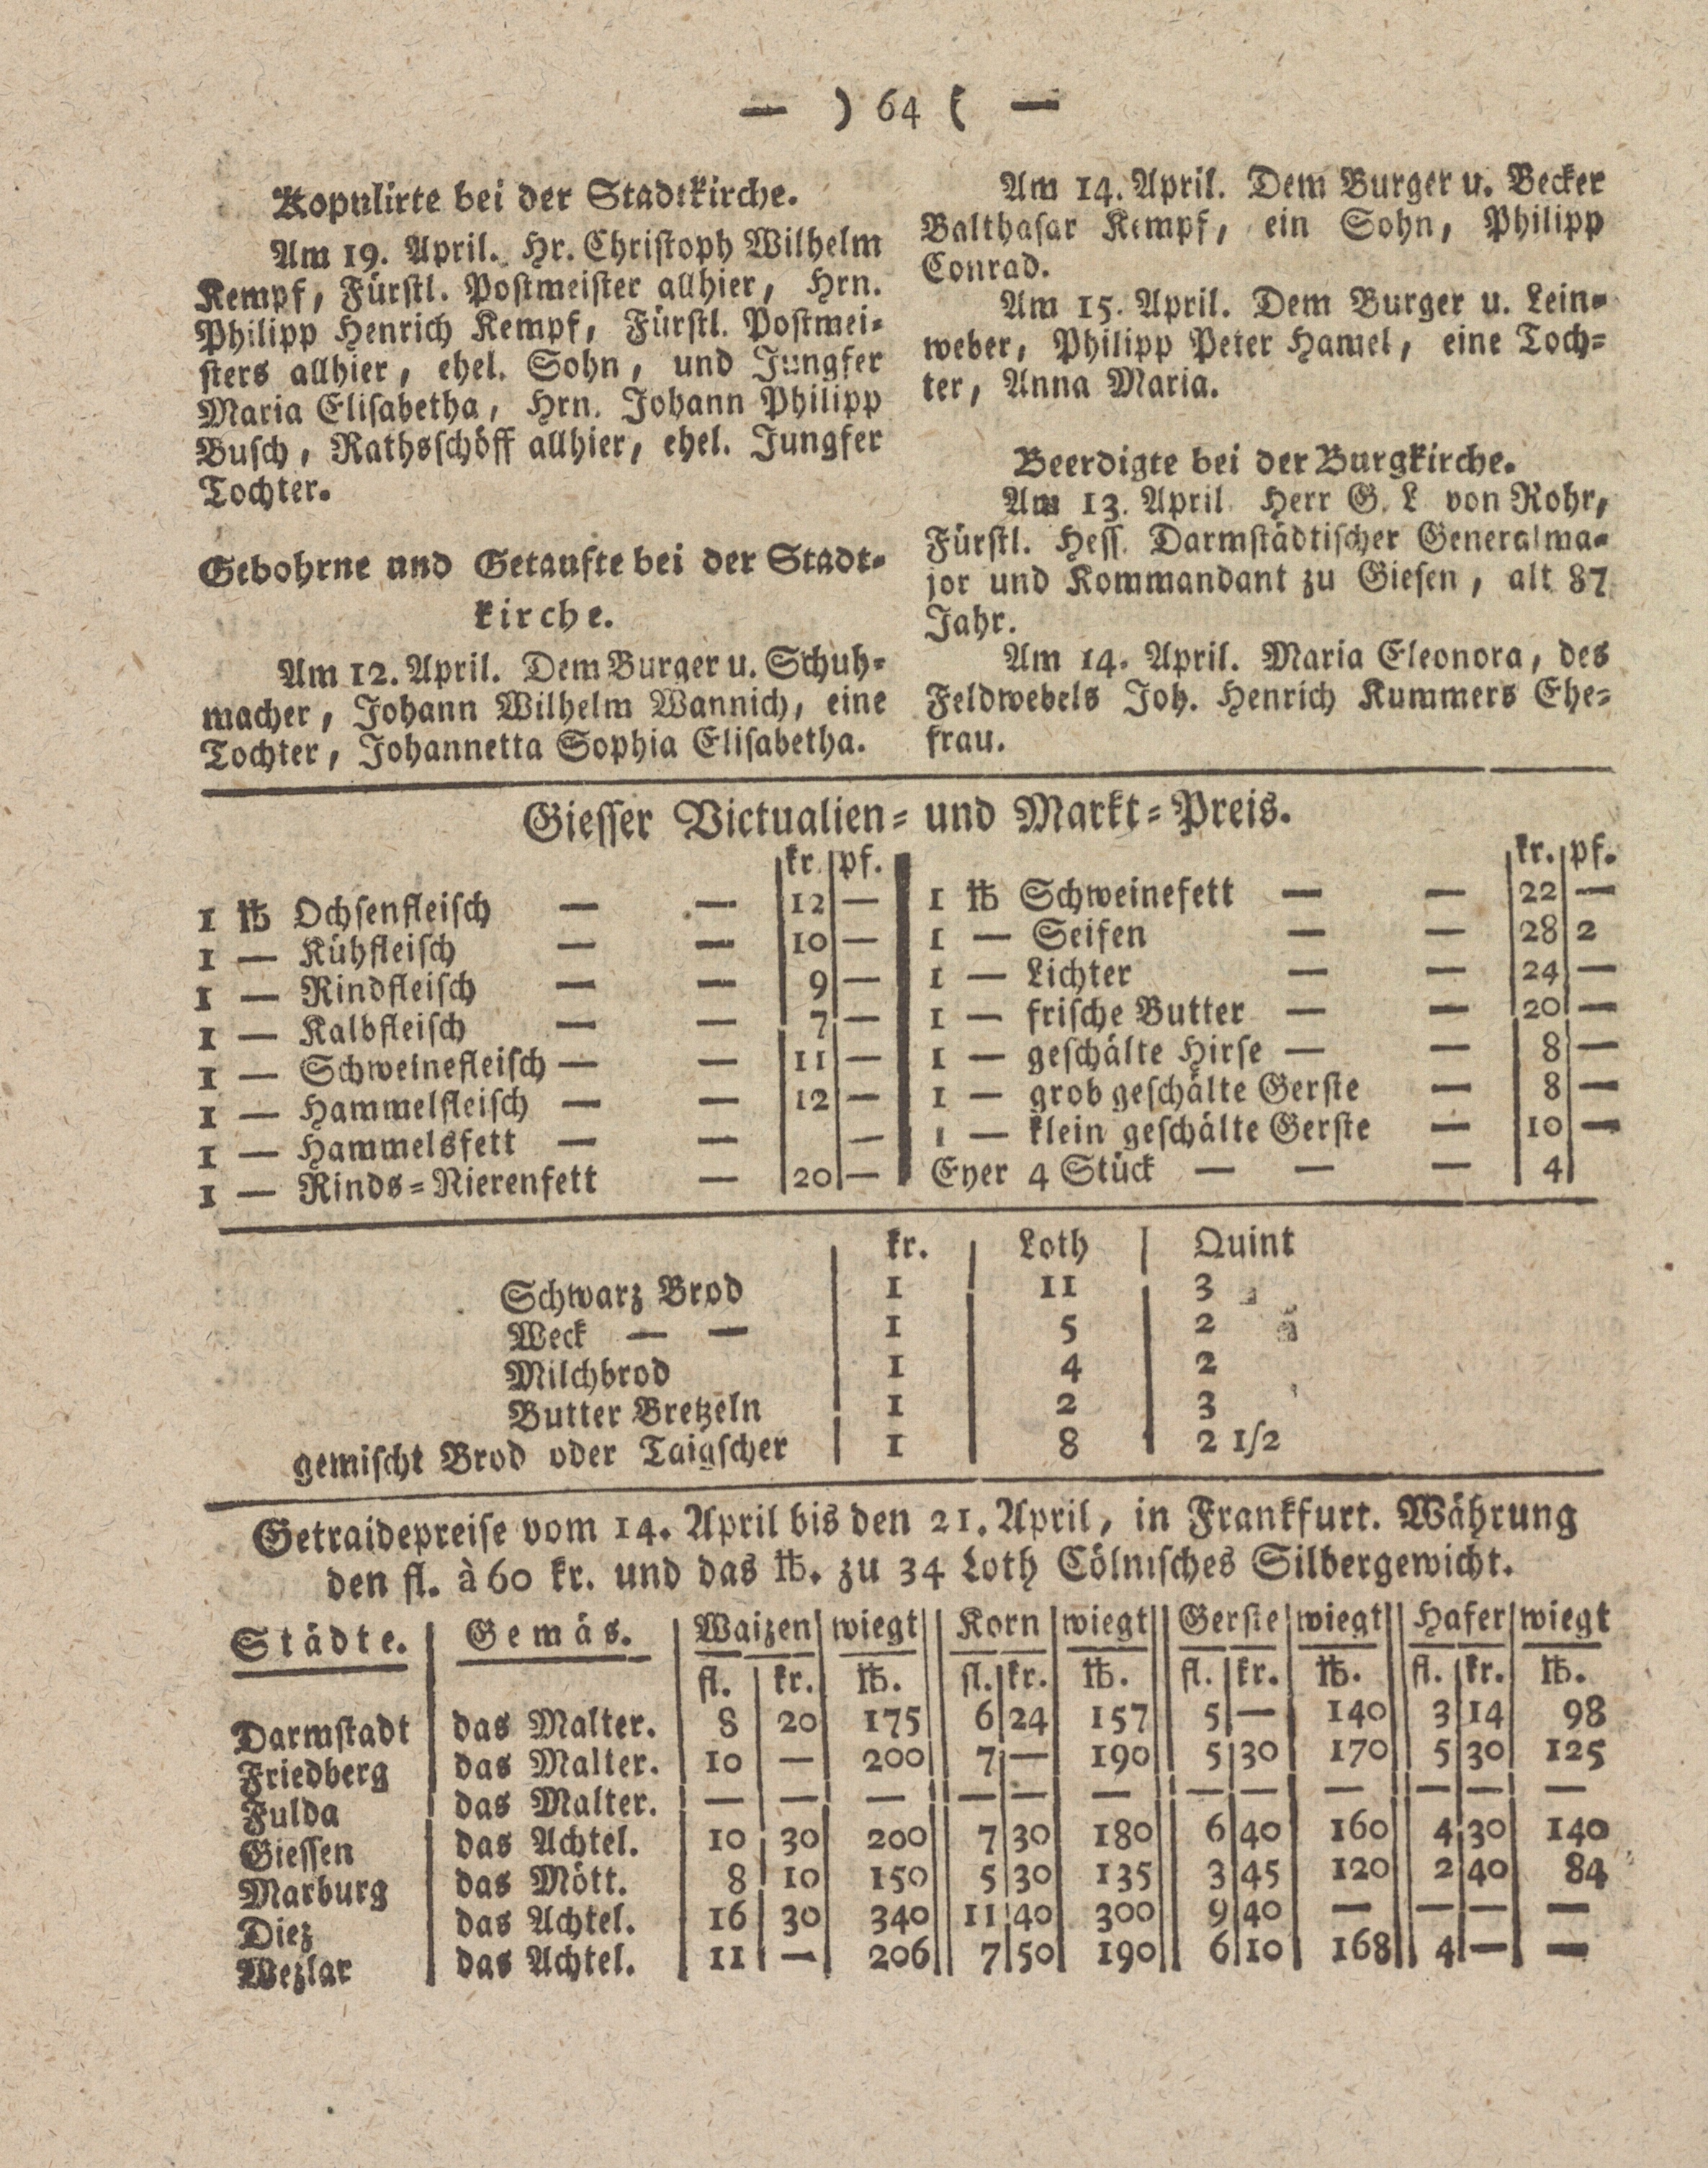 — ) 64 ( —
Kopulirte bei der Stadtkirche.
Am 19. April. Hr. Christoph Wilhelm
Kempf, Fürstl. Postmeister allhier, Hrn.
Philipp Henrich Kempf, Fürstl. Postmei-
sters allhier, ehel. Sohn, und Jungfer
Maria Elisabetha, Hrn. Johann Philipp
Busch, Rathsschöff allhier, ehel. Jungfer
Tochter.
Gebohrne und Getaufte bei der Stadt-
kirche.
Am 12. April. Dem Burger u. Schuh-
macher, Johann Wilhelm Wannich, eine
Tochter, Johannetta Sophia Elisabetha.
Am 14. April. Dem Burger u. Becker
Balthasar Kempf, ein Sohn, Philipp
Conrad.
Am 15. April. Dem Burger u. Lein-
weber, Philipp Peter Hamel, eine Toch-
ter, Anna Maria.
Beerdigte bei der Burgkirche.
Am 13. April Herr G. L von Rohr,
Fürstl. Hess. Darmstädtischer Generalma-
jor und Kommandant zu Giesen, alt 87
Jahr.
Am 14. April. Maria Eleonora, des
Feldwebels Joh. Henrich Kummers Ehe-
frau.
Giesser Victualien- und Markt-Preis.
kr. pf.
1 ℔ Ochsenfleisch — — 12 —
1 — Kühfleisch — — 10 —
1 — Rindfleisch — — 9 —
1 — Kalbfleisch — — 7 —
1 — Schweinefleisch — — 11 —
1 — Hammelfleisch — — 12 —
1 — Hammelsfett — — —
1 — Rinds-Nierenfett — 20 —
kr. pf.
1 ℔ Schweinefett — — 22 —
1 — Seifen — — 28 2
1 — Lichter — — 24 —
1 — frische Butter — — 20 —
1 — geschälte Hirse — — 8 —
1 — grob geschälte Gerste — 8 —
1 — klein geschälte Gerste — 10 —
Eyer 4 Stück — — — 4
kr. Loth Quint
Schwarz Brod 1 11 3
Weck — — 1 5 2
Milchbrod 1 4 2
Butter Bretzeln 1 2 3
gemischt Brod oder Taigscher 1 8 2 1/2
Getraidepreise vom 14. April bis den 21. April, in Frankfurt. Währung
den fl. à 60 kr. und das ℔. zu 34 Loth Cölnisches Silbergewicht.
Städte. Gemäs. Waizen wiegt Korn wiegt Gerste wiegt Hafer wiegt
fl. kr. ℔. fl. kr. ℔. fl. kr. ℔. fl. kr. ℔.
Darmstadt das Malter. 8 20 175 6 24 157 5 — 140 3 14 98
Friedberg das Malter. 10 — 200 7 — 190 5 30 170 5 30 125
Fulda das Malter. — — — — — — — — — — — —
Giessen das Achtel. 10 30 200 7 30 180 6 40 160 4 30 140
Marburg das Mött. 8 10 150 5 30 135 3 45 120 2 40 84
Diez das Achtel. 16 30 340 11 40 300 9 40 — — — —
Wezlar das Achtel. 11 — 206 7 50 190 6 10 168 4 — —